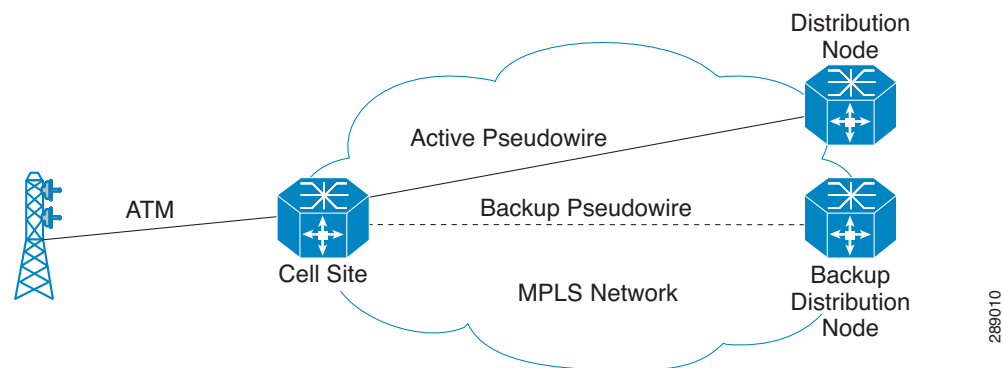 Distribution
Node
Active Pseudowire
ATM
Backup Pseudowire
Cell Site
MPLS Network
Backup
Distribution
Node
289010